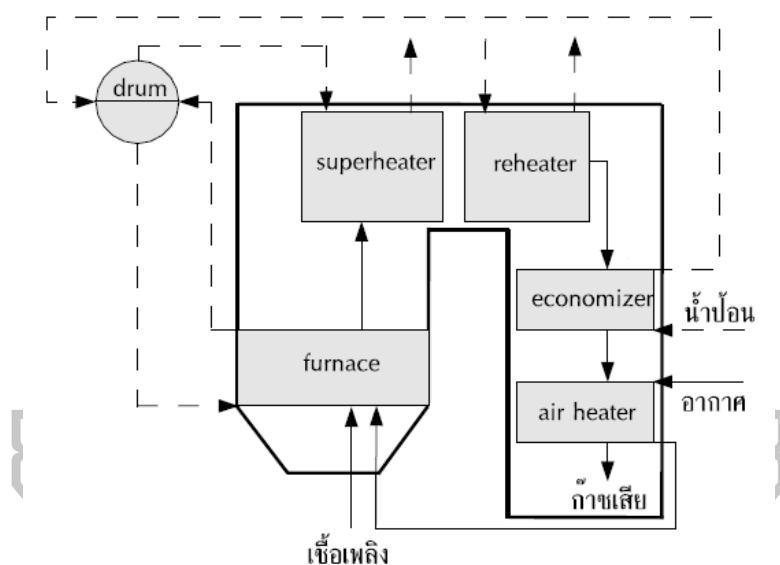 drum
superheater
reheater
economizer
น้ำป้อน
furnace
air heater
อากาศ
ก๊าซเสีย
เชื้อเพลิง